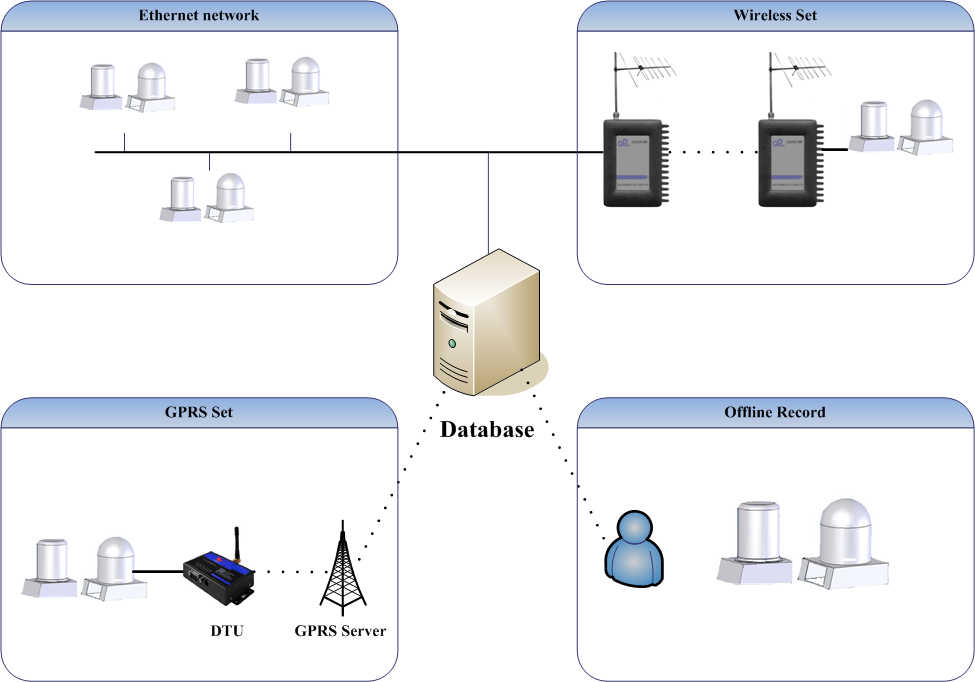 Ethernet network
Wireless Set
Database
GPRS Set
Offline Record
DTU
GPRS Server